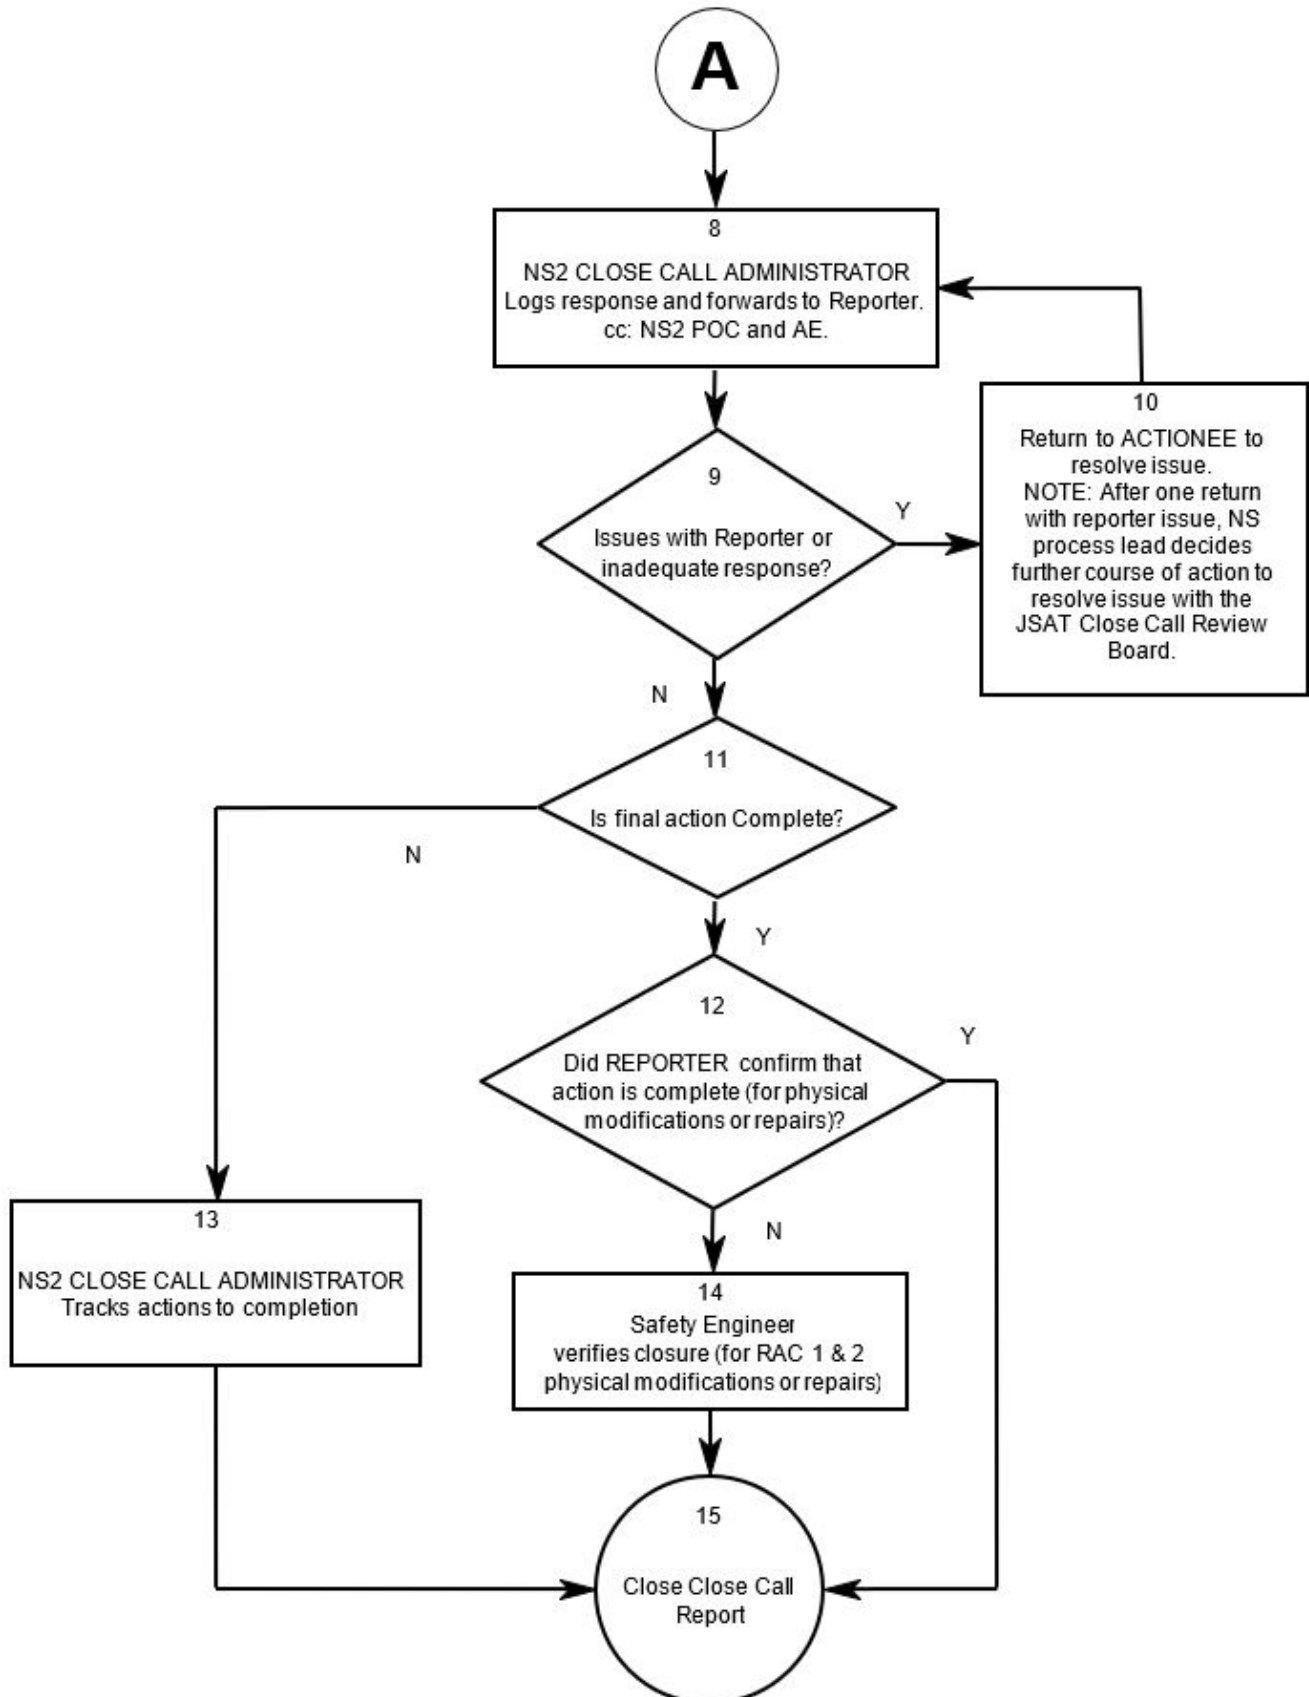 A
8
NS2 CLOSE CALL ADMINISTRATOR
Logs response and forwards to Reporter.
cc: NS2 POC and AE.
10
Return to ACTIONEE to
resolve issue.
NOTE: After one return
with reporter issue, NS
process lead decides
further course of action to
resolve issue with the
JSAT Close Call Review
Board.
9
Issues with Reporter or
inadequate response?
Y
N
11
Is final action Complete?
N
Y
12
Did REPORTER confirm that
action is complete (for physical
modifications or repairs)?
Y
N
13
NS2 CLOSE CALL ADMINISTRATOR
Tracks actions to completion
14
Safety Engineer
verifies closure (for RAC 1 & 2
physical modifications or repairs)
15
Close Close Call
Report